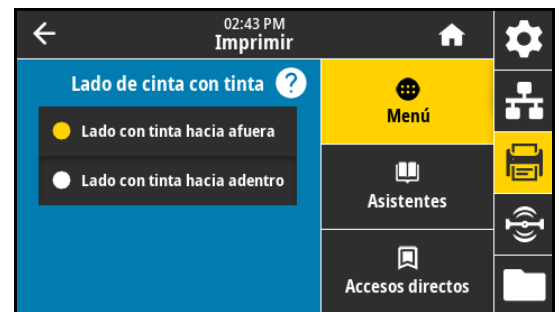 02:43 PM
Imprimir
Lado de cinta con tinta ?
Lado con tinta hacia afuera
Lado con tinta hacia adentro
Menú
Asistentes
Accesos directos